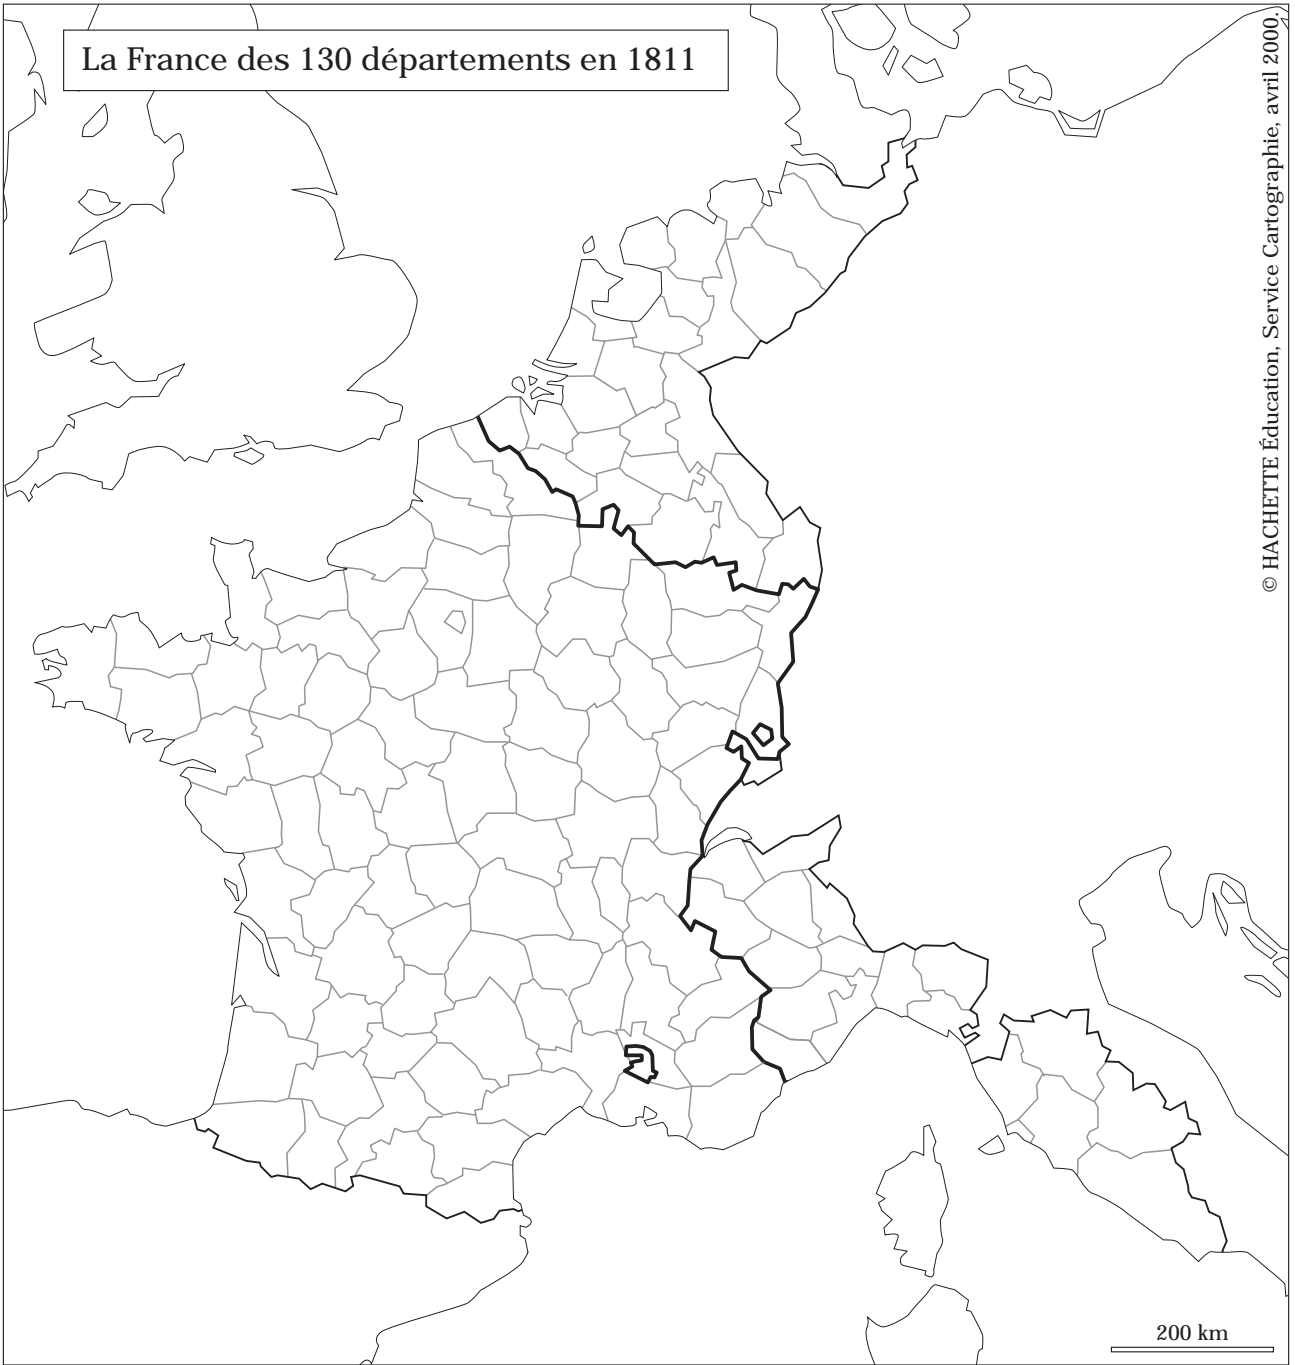 La France des 130 départements en 1811
© HACHETTE Éducation, Service Cartographie, avril 2000.
200 km